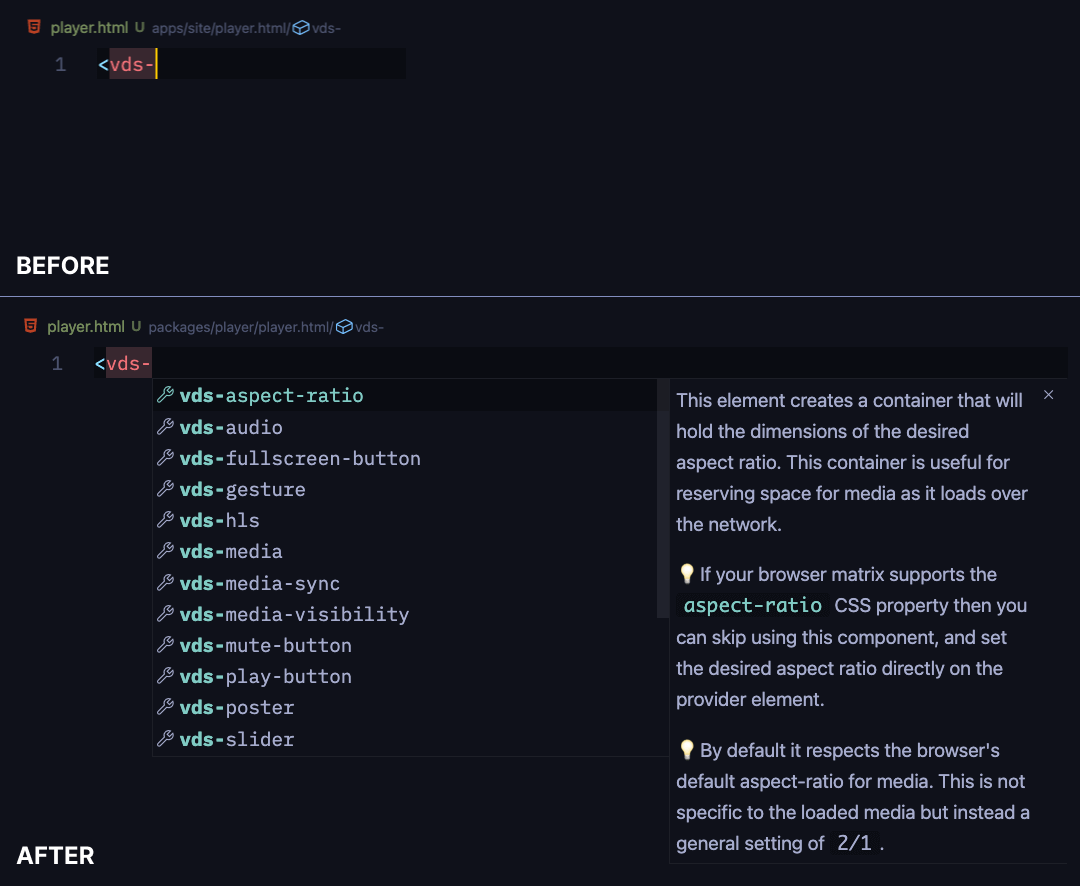 player.html U apps/site/player.html/ vds-
1 <vds-
BEFORE
player.html U packages/player/player.html/ vds-
1 <vds-
vds-aspect-ratio
vds-audio
vds-fullscreen-button
vds-gesture
vds-hls
vds-media
vds-media-sync
vds-media-visibility
vds-mute-button
vds-play-button
vds-poster
vds-slider
This element creates a container that will
hold the dimensions of the desired
aspect ratio. This container is useful for
reserving space for media as it loads over
the network.
💡 If your browser matrix supports the
aspect-ratio CSS property then you
can skip using this component, and set
the desired aspect ratio directly on the
provider element.
💡 By default it respects the browser's
default aspect-ratio for media. This is not
specific to the loaded media but instead a
general setting of 2/1 .
AFTER